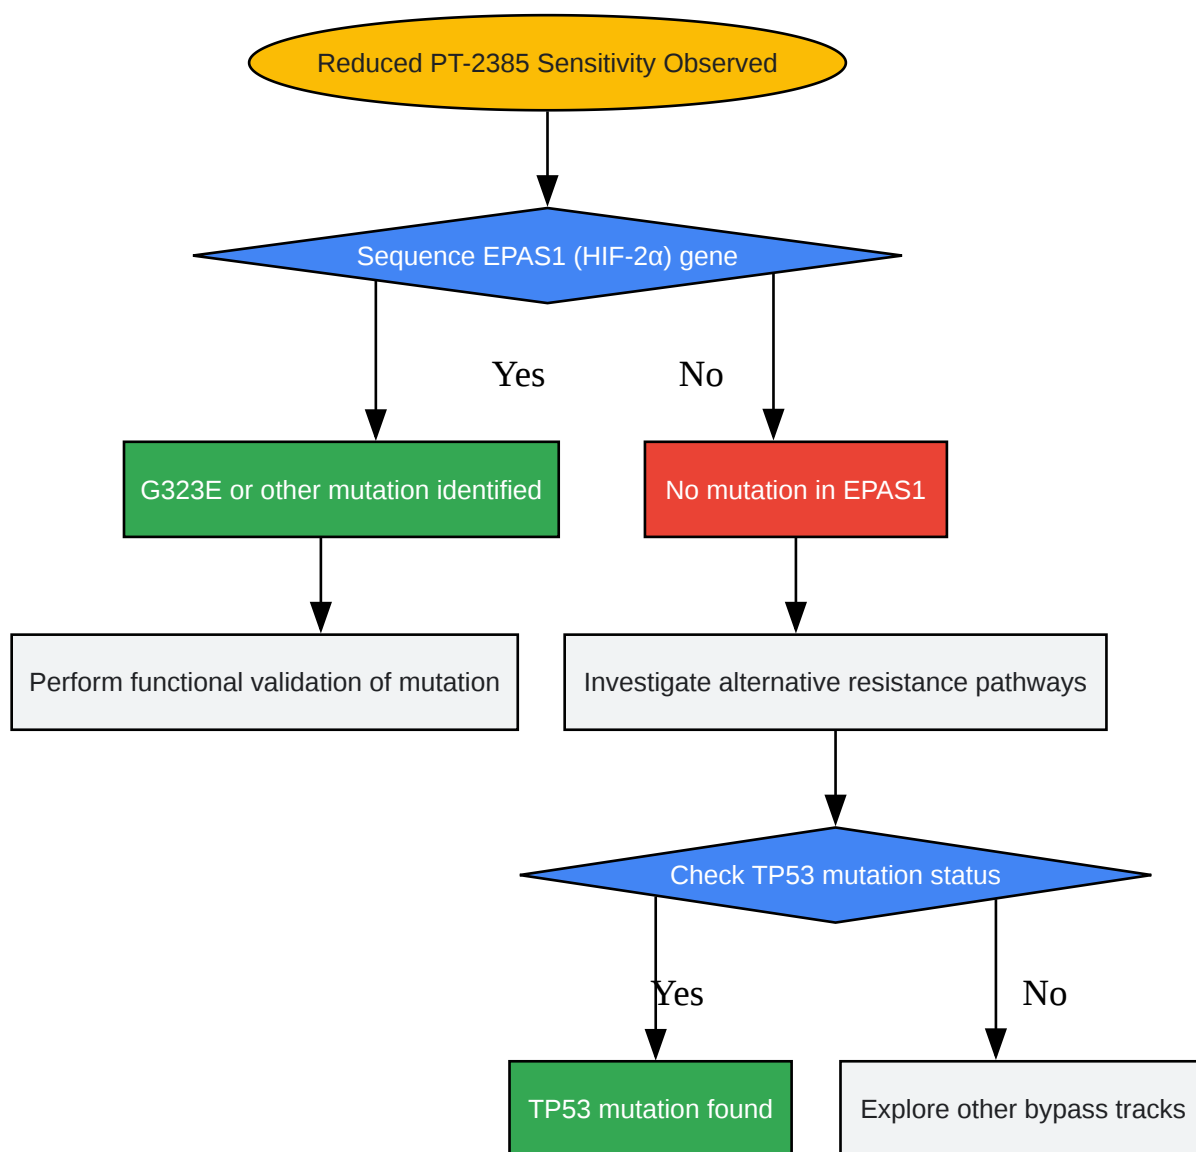 Reduced PT-2385 Sensitivity Observed
Sequence EPAS1 (HIF-2α) gene
Yes
No
G323E or other mutation identified
No mutation in EPAS1
Perform functional validation of mutation
Investigate alternative resistance pathways
Check TP53 mutation status
Yes
No
TP53 mutation found
Explore other bypass tracks